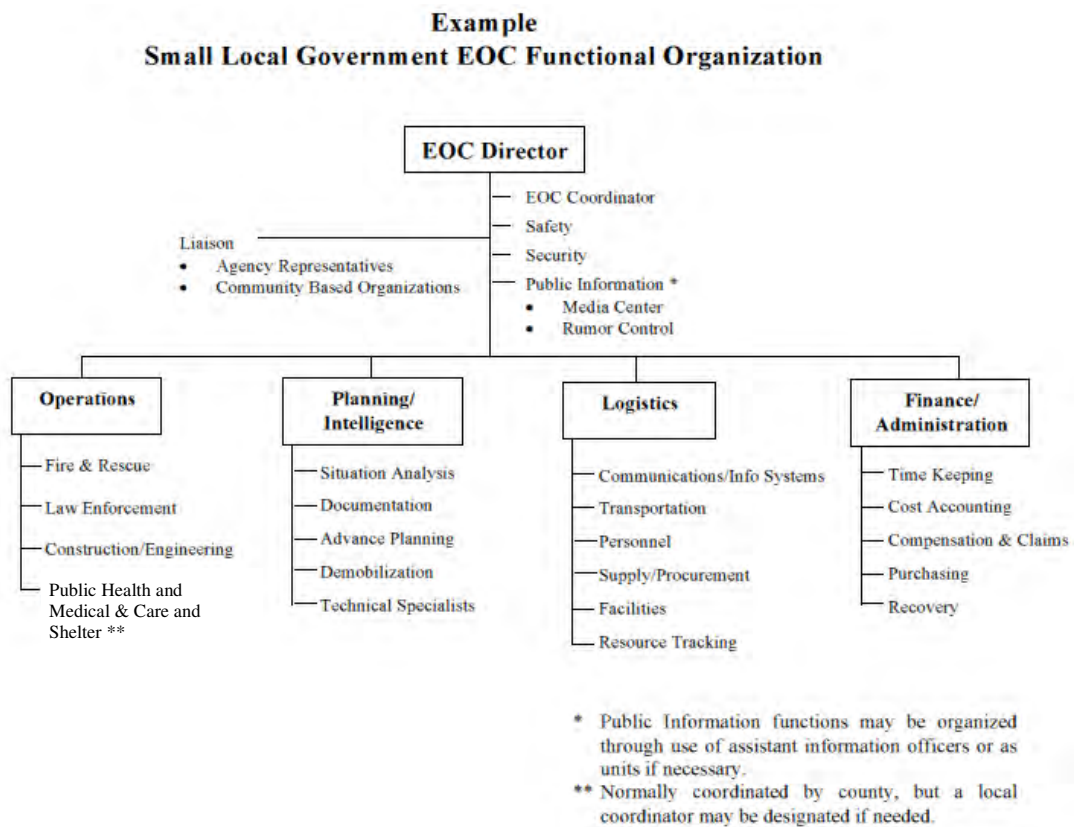 Example
Small Local Government EOC Functional Organization
EOC Director
EOC Coordinator
Safety
Security
Public Information *
• Media Center
• Rumor Control
Liaison
• Agency Representatives
• Community Based Organizations
Operations
Fire & Rescue
Law Enforcement
Construction/Engineering
Public Health and
Medical & Care and
Shelter **
Planning/
Intelligence
Situation Analysis
Documentation
Advance Planning
Demobilization
Technical Specialists
Logistics
Communications/Info Systems
Transportation
Personnel
Supply/Procurement
Facilities
Resource Tracking
Finance/
Administration
Time Keeping
Cost Accounting
Compensation & Claims
Purchasing
Recovery
* Public Information functions may be organized
through use of assistant information officers or as
units if necessary.
** Normally coordinated by county, but a local
coordinator may be designated if needed.